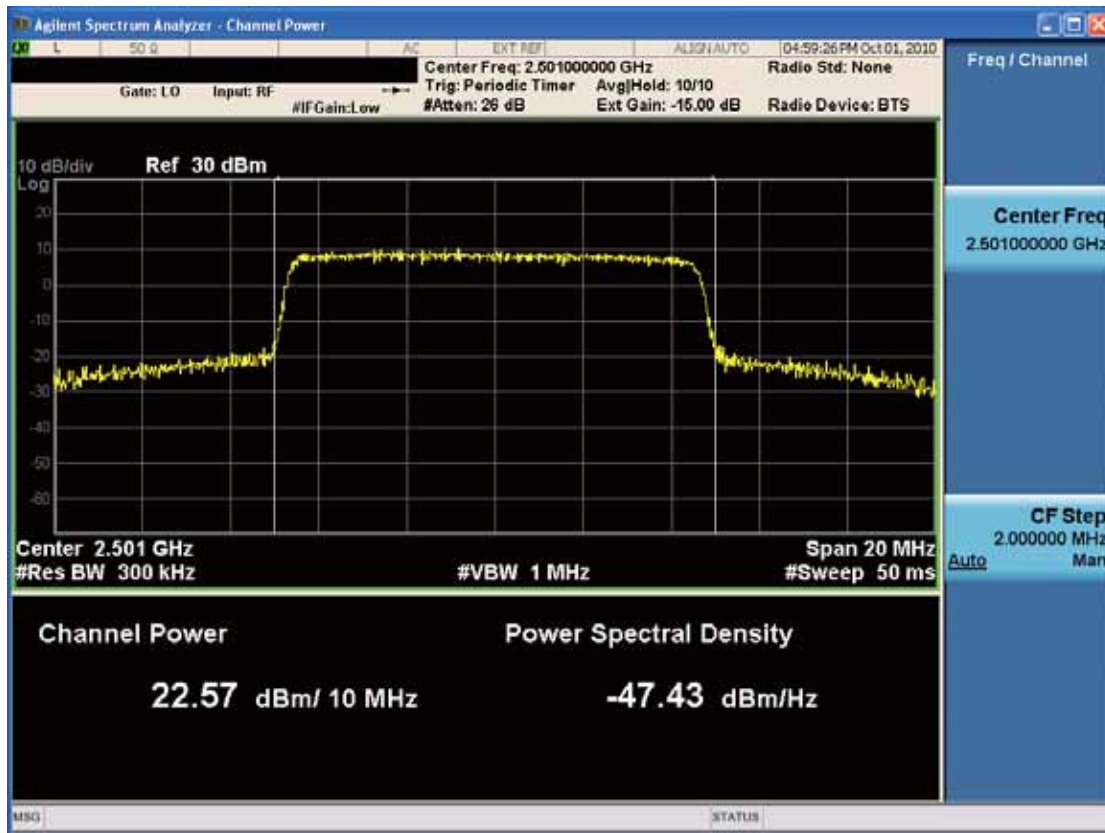 Agilent Spectrum Analyzer - Channel Power
L 50 Ω AC EXT REF ALIGN AUTO 04:59:26 PM Oct 01, 2010
Center Freq: 2.501000000 GHz Radio Std: None
Gate: LO Input: RF Trig: Periodic Timer Avg|Hold: 10/10
#IFGain:Low #Atten: 26 dB Ext Gain: -15.00 dB Radio Device: BTS
10 dB/div Ref 30 dBm
Log
20
10
0
-10
-20
-30
-40
-50
-60
Center 2.501 GHz Span 20 MHz
#Res BW 300 kHz #VBW 1 MHz #Sweep 50 ms
Channel Power Power Spectral Density
22.57 dBm/ 10 MHz -47.43 dBm/Hz
MSG STATUS
Freq / Channel
Center Freq
2.501000000 GHz
CF Step
2.000000 MHz
Auto Man